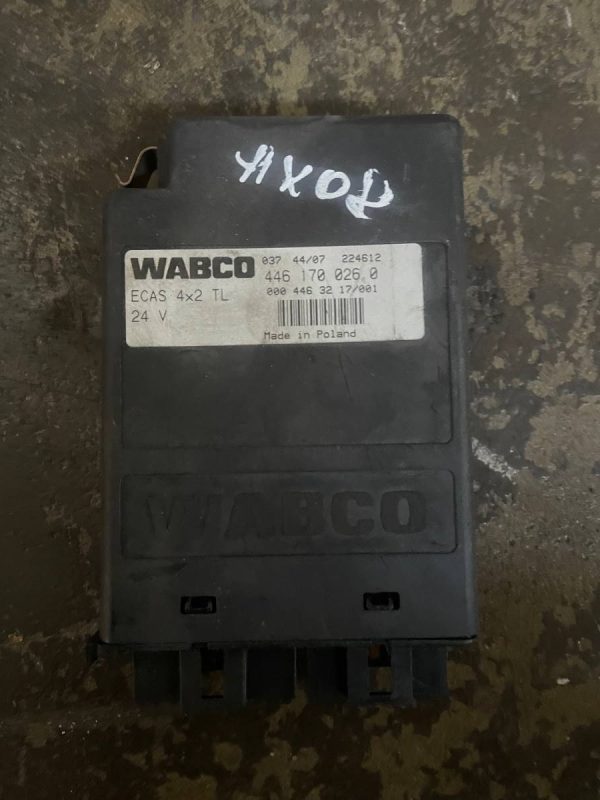 AXOR
WABCO 037 44/07 224612
446 170 026.0
ECAS 4x2 TL 000 446 32 17/001
24 V
Made in Poland
WABCO